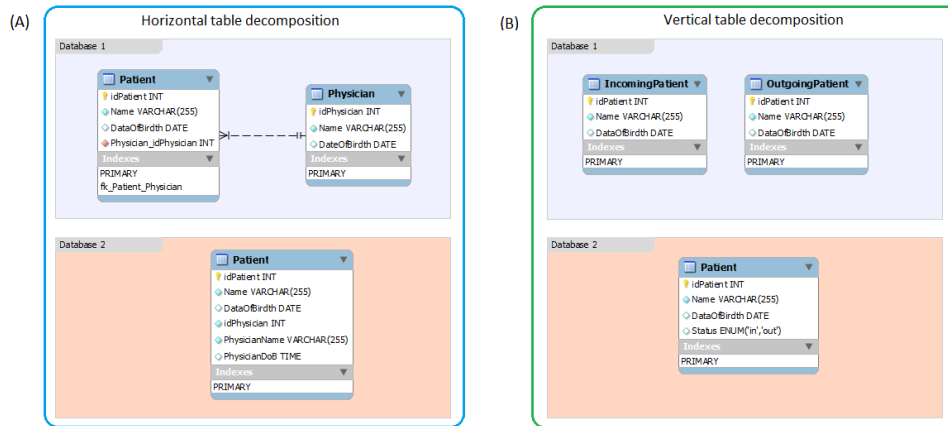 (A)
Horizontal table decomposition
Database 1
Patient
idPatient INT
Name VARCHAR(255)
DataOfBirdth DATE
Physician_idPhysician INT
Indexes
PRIMARY
fk_Patient_Physician
Physician
idPhysician INT
Name VARCHAR(255)
DateOfBirdth DATE
Indexes
PRIMARY
Database 2
Patient
idPatient INT
Name VARCHAR(255)
DataOfBirdth DATE
idPhysician INT
PhysicianName VARCHAR(255)
PhysicianDoB TIME
Indexes
PRIMARY
(B)
Vertical table decomposition
Database 1
IncomingPatient
idPatient INT
Name VARCHAR(255)
DataOfBirdth DATE
Indexes
PRIMARY
OutgoingPatient
idPatient INT
Name VARCHAR(255)
DataOfBirdth DATE
Indexes
PRIMARY
Database 2
Patient
idPatient INT
Name VARCHAR(255)
DataOfBirdth DATE
Status ENUM('in','out')
Indexes
PRIMARY